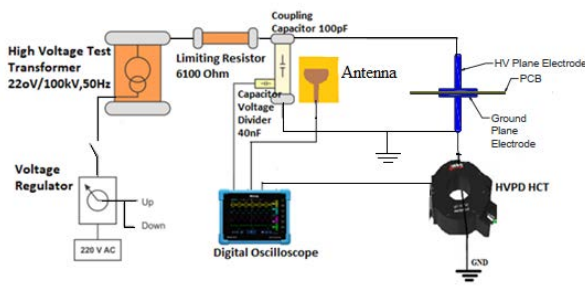 Coupling
Capacitor 100pF
High Voltage Test
Transformer
22oV/100kV,50Hz
Limiting Resistor
6100 Ohm
Antenna
HV Plane Electrode
PCB
Capacitor
Voltage
Divider
40nF
Ground
Plane
Electrode
Voltage
Regulator
Up
Down
HVPD HCT
220 V AC
Digital Oscilloscope
GND